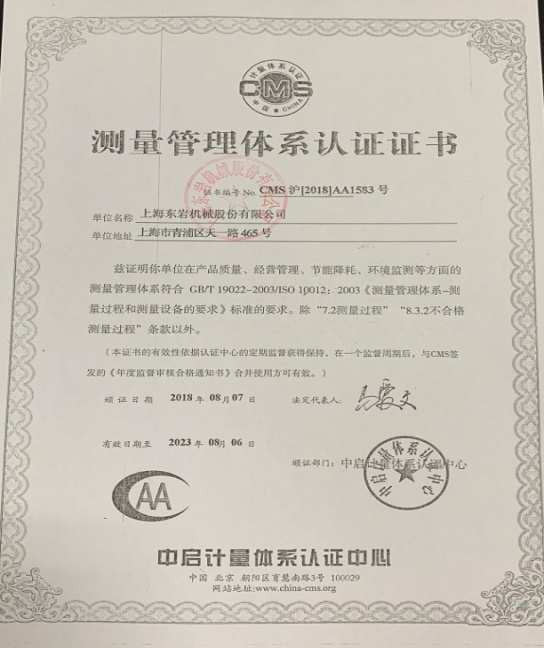 计量体系认证
CMS
中国 ★ CHINA
测量管理体系认证证书
证书编号 No. CMS 沪[2018]AA1583 号
单位名称 上海东岩机械股份有限公司
单位地址 上海市青浦区天一路 465 号
兹证明你单位在产品质量、经营管理、节能降耗、环境监测等方面的
测量管理体系符合 GB/T 19022-2003/ISO 10012：2003《测量管理体系-测
量过程和测量设备的要求》标准的要求。除“7.2测量过程”“8.3.2不合格
测量过程”条款以外。
（本证书的有效性依据认证中心的定期监督获得保持，在一个监督周期后，与CMS签
发的《年度监督审核合格通知书》合并使用方可有效。）
颁证日期 2018 年 08 月 07 日 法定代表人：
有效日期至 2023 年 08 月 06 日
颁证部门：中启计量体系认证中心
中启计量体系认证中心
CAA
中启计量体系认证中心
中国 北京 朝阳区育慧南路3号 100029
网站地址:www.china-cms.org